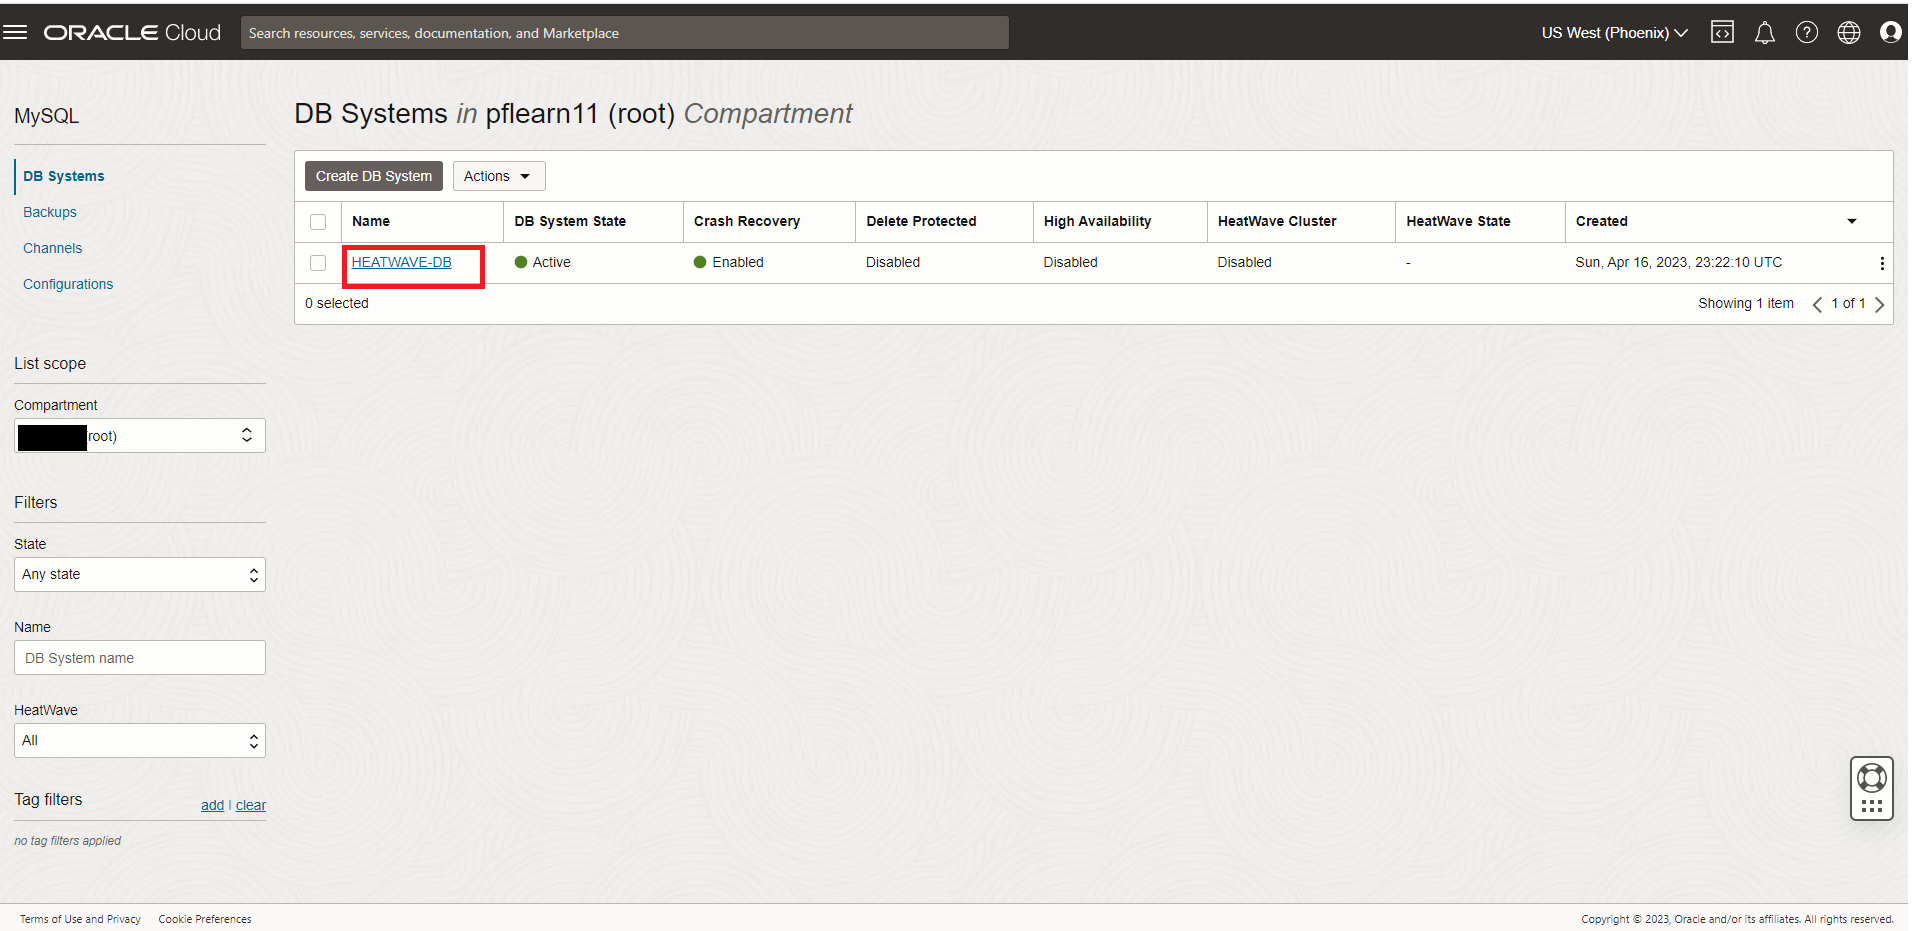 ORACLE Cloud
Search resources, services, documentation, and Marketplace
US West (Phoenix)
MySQL
DB Systems
Backups
Channels
Configurations
List scope
Compartment
root)
Filters
State
Any state
Name
DB System name
HeatWave
All
Tag filters
add | clear
no tag filters applied
DB Systems in pflearn11 (root) Compartment
Create DB System
Actions
Name DB System State Crash Recovery Delete Protected High Availability HeatWave Cluster HeatWave State Created
HEATWAVE-DB Active Enabled Disabled Disabled Disabled - Sun, Apr 16, 2023, 23:22:10 UTC
0 selected
Showing 1 item
1 of 1
Terms of Use and Privacy
Cookie Preferences
Copyright © 2023, Oracle and/or its affiliates. All rights reserved.